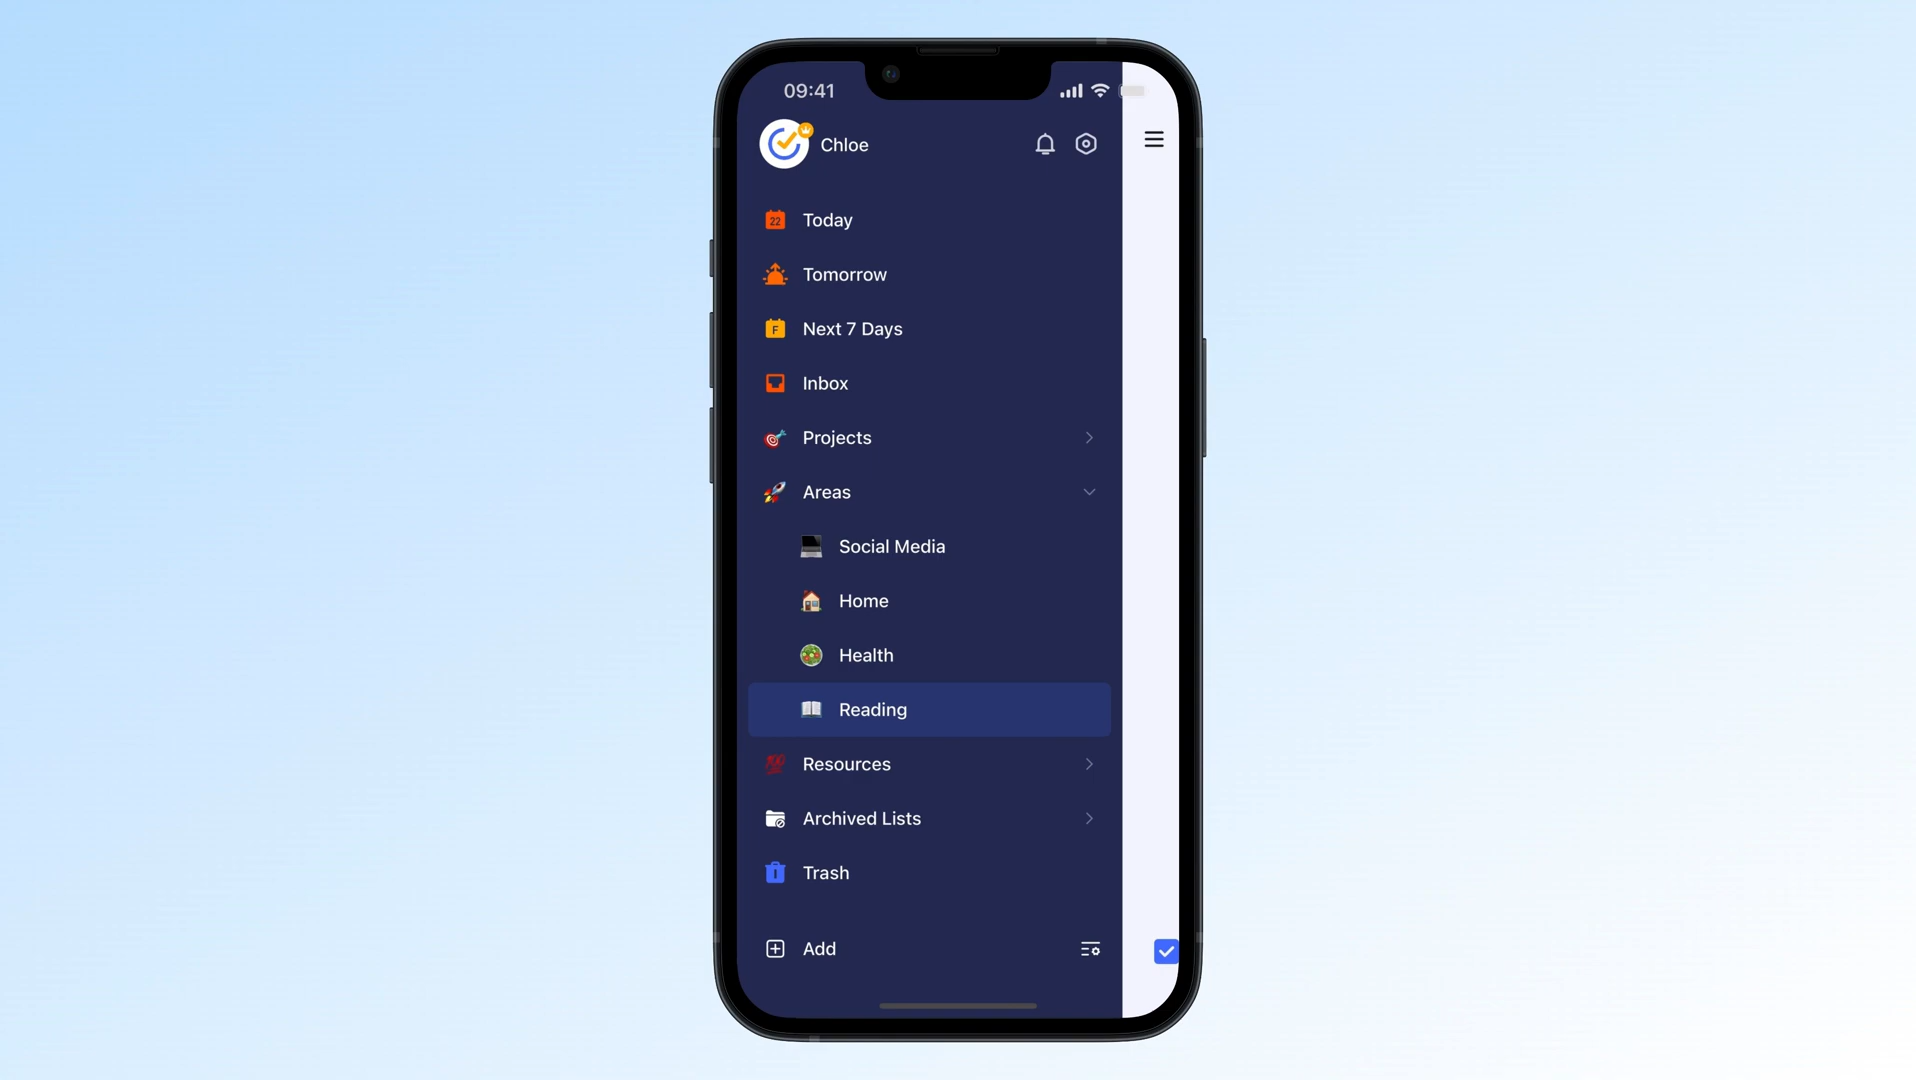 09:41
Chloe
22 Today
Tomorrow
F Next 7 Days
Inbox
Projects
Areas
Social Media
Home
Health
Reading
💯 Resources
Archived Lists
Trash
Add